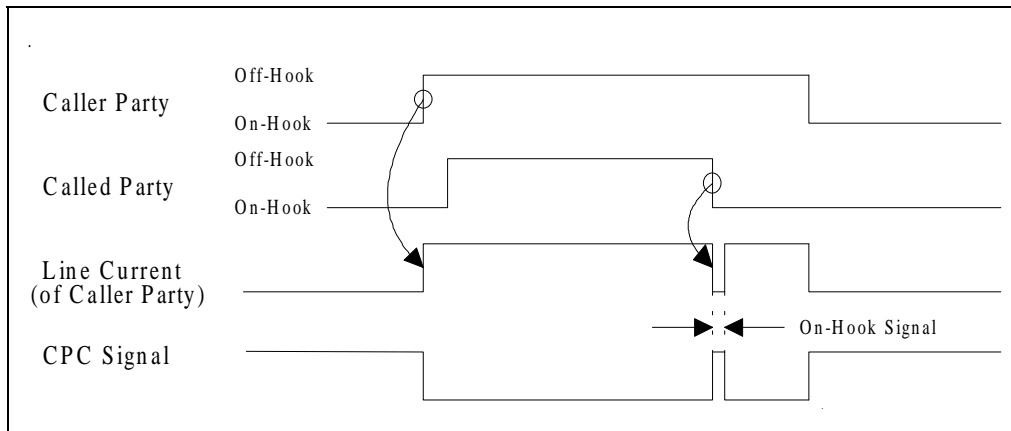 Off-Hook
Caller Party
On-Hook
Off-Hook
Called Party
On-Hook
Line Current
(of Caller Party)
On-Hook Signal
CPC Signal